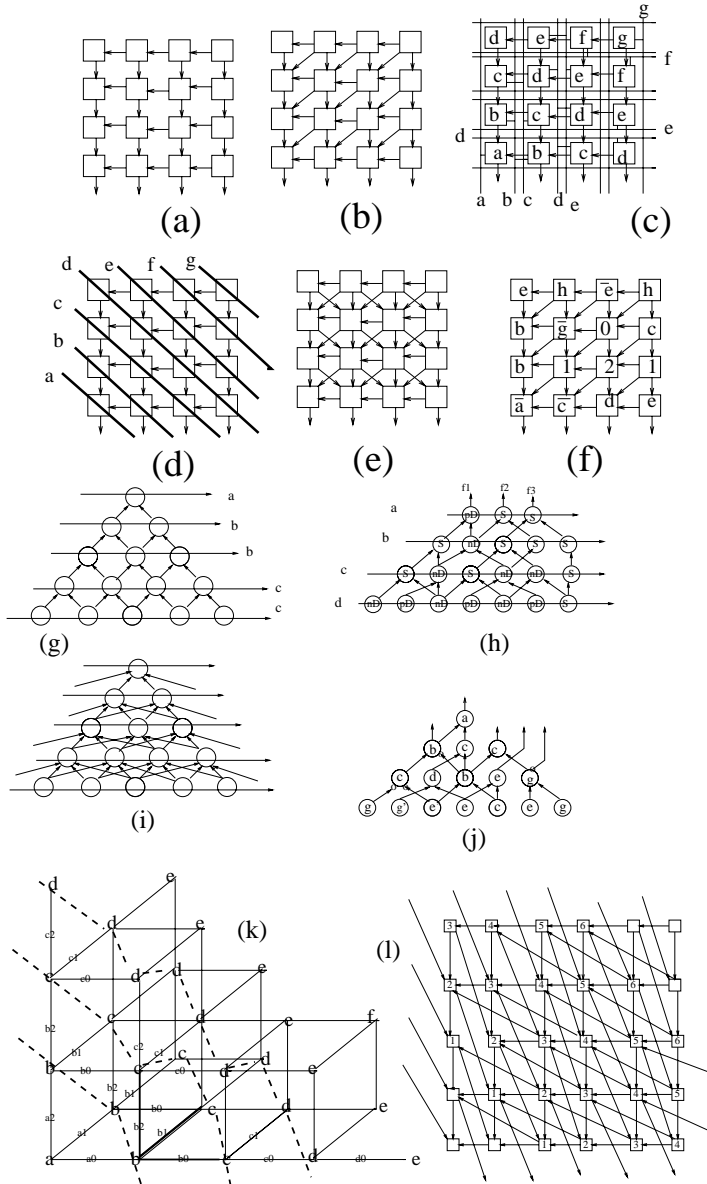 g
d e f g
f
c d e f
b c d e
e
d
a b c d
a b c d e
(a)
(b)
(c)
d e f g
c
b
a
e h e̅ h
b g̅ 0 c
b 1 2 1
a̅ c̅ d e
(d)
(e)
(f)
a
b
b
c
c
(g)
f1 f2 f3
a
pD S S
b
S nD S S S
c
S nD S nD nD S
d
nD pD nD S nD pD S
(h)
(i)
a
b c c
c d b e g
g g' e e c e g
(j)
d e
d e
c2
c1
c c0 d d e
(k)
c d e f
b2 c2 c c1
b1 b0 c c0 d d e
b
b2 b1 b b0 c d e
a2 a1 b2 b1 c1
a a0 b b0 c c0 d d0 e
(l)
3 4 5 6
2 3 4 5 6
1 2 3 4 5 6
1 2 3 4 5
1 2 3 4